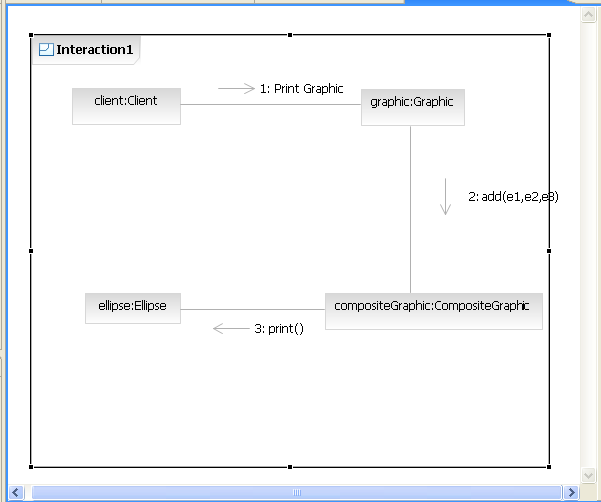 Interaction1
client:Client
1: Print Graphic
graphic:Graphic
2: add(e1,e2,e3)
ellipse:Ellipse
compositeGraphic:CompositeGraphic
3: print()